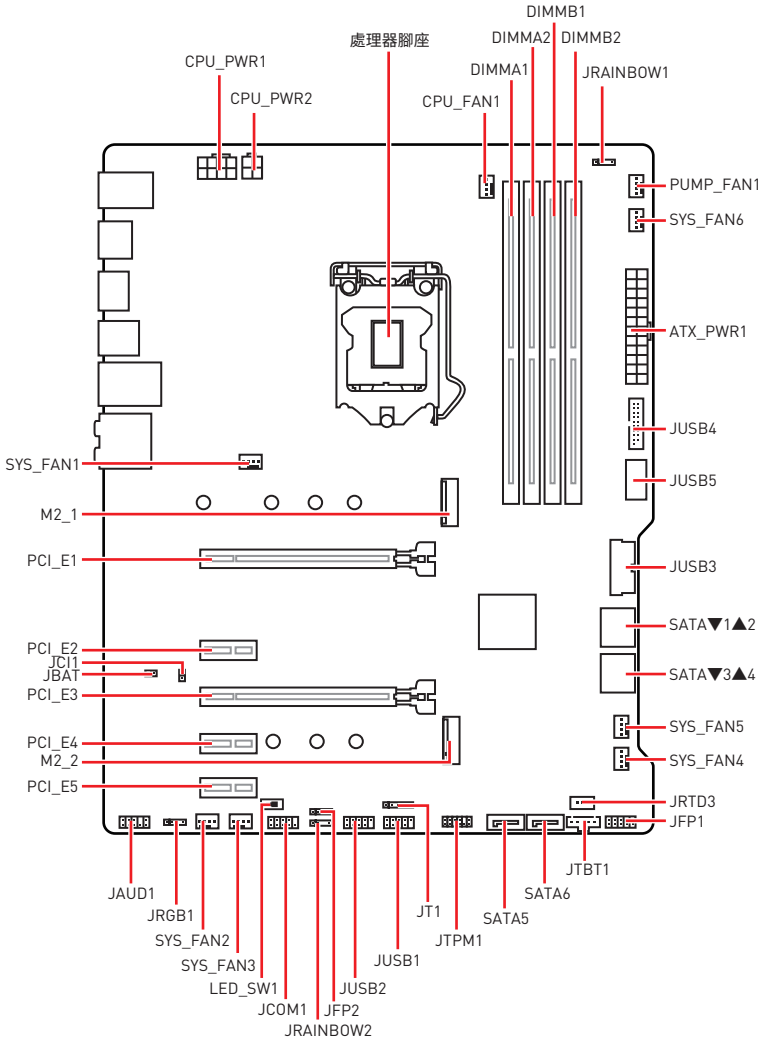 DIMMB1
處理器腳座
DIMMA2
DIMMB2
CPU_PWR1
DIMMA1
JRAINBOW1
CPU_PWR2
CPU_FAN1
PUMP_FAN1
SYS_FAN6
ATX_PWR1
JUSB4
SYS_FAN1
JUSB5
M2_1
PCI_E1
JUSB3
SATA▼1▲2
PCI_E2
JCI1
JBAT
SATA▼3▲4
PCI_E3
SYS_FAN5
PCI_E4
M2_2
SYS_FAN4
PCI_E5
JRTD3
JFP1
JTBT1
JAUD1
SATA6
JT1
JRGB1
SATA5
SYS_FAN2
JTPM1
SYS_FAN3
JUSB1
LED_SW1
JUSB2
JCOM1
JFP2
JRAINBOW2